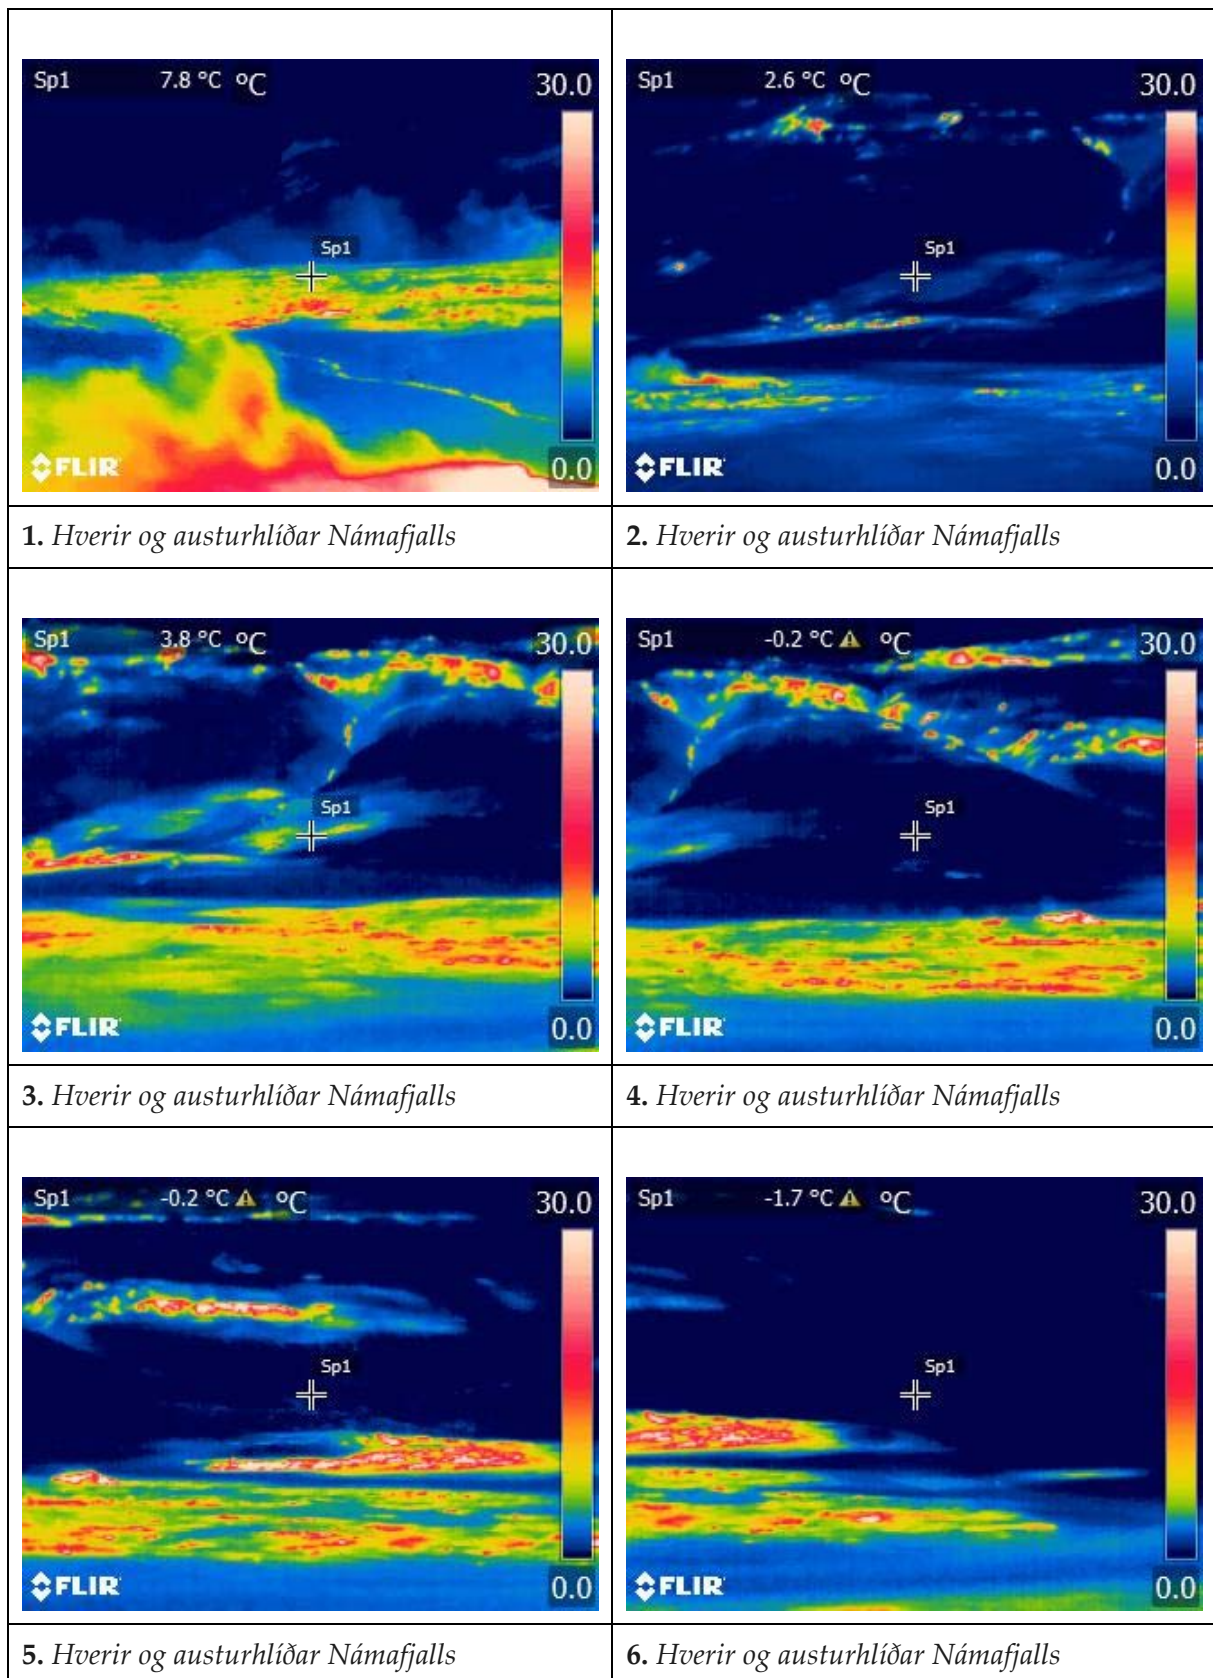 Sp1 7.8 °C °C 30.0
Sp1
FLIR 0.0
Sp1 2.6 °C °C 30.0
Sp1
FLIR 0.0
1. Hverir og austurhlíðar Námafjalls
2. Hverir og austurhlíðar Námafjalls
Sp1 3.8 °C °C 30.0
Sp1
FLIR 0.0
Sp1 -0.2 °C °C 30.0
Sp1
FLIR 0.0
3. Hverir og austurhlíðar Námafjalls
4. Hverir og austurhlíðar Námafjalls
Sp1 -0.2 °C °C 30.0
Sp1
FLIR 0.0
Sp1 -1.7 °C °C 30.0
Sp1
FLIR 0.0
5. Hverir og austurhlíðar Námafjalls
6. Hverir og austurhlíðar Námafjalls